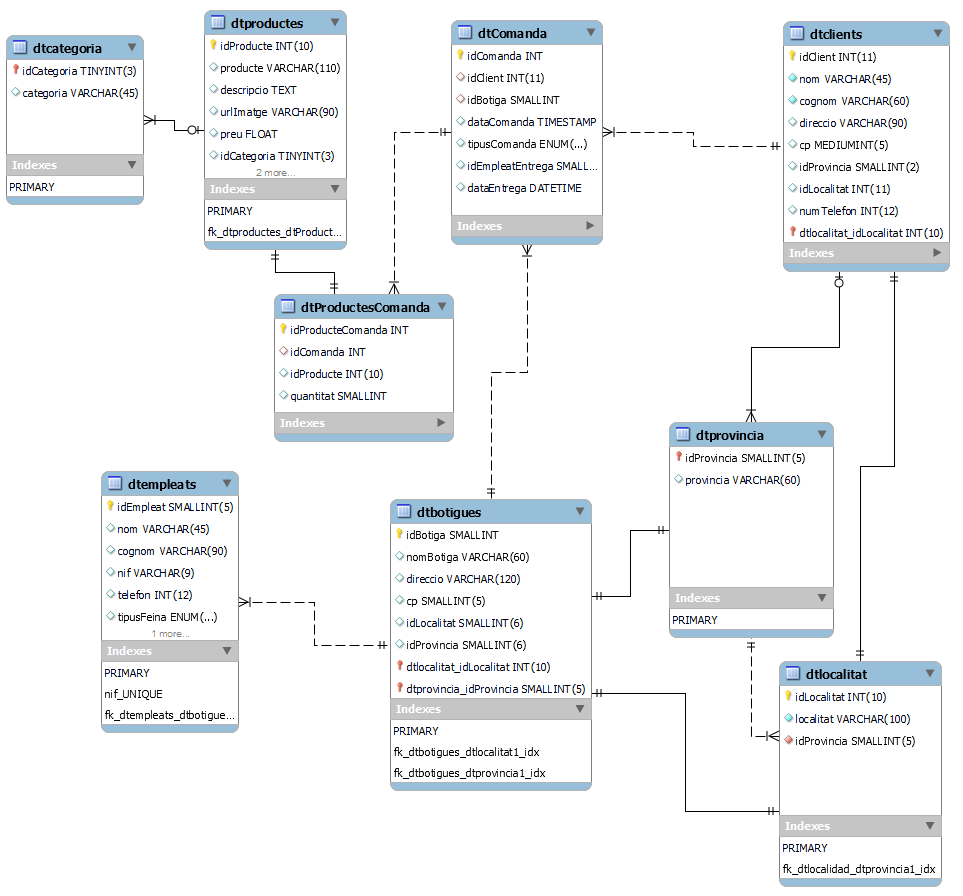 dtcategoria
idCategoria TINYINT(3)
categoria VARCHAR(45)
Indexes
PRIMARY
dtproductes
idProducte INT(10)
producte VARCHAR(110)
descripcio TEXT
urlImatge VARCHAR(90)
preu FLOAT
idCategoria TINYINT(3)
2 more...
Indexes
PRIMARY
fk_dtproductes_dtProduct...
dtComanda
idComanda INT
idClient INT(11)
idBotiga SMALLINT
dataComanda TIMESTAMP
tipusComanda ENUM(...)
idEmpleatEntrega SMALL...
dataEntrega DATETIME
Indexes
dtclients
idClient INT(11)
nom VARCHAR(45)
cognom VARCHAR(60)
direccio VARCHAR(90)
cp MEDIUMINT(5)
idProvincia SMALLINT(2)
idLocalitat INT(11)
numTelefon INT(12)
dtlocalitat_idLocalitat INT(10)
Indexes
dtProductesComanda
idProducteComanda INT
idComanda INT
idProducte INT(10)
quantitat SMALLINT
Indexes
dtprovincia
idProvincia SMALLINT(5)
provincia VARCHAR(60)
Indexes
PRIMARY
dtempleats
idEmpleat SMALLINT(5)
nom VARCHAR(45)
cognom VARCHAR(90)
nif VARCHAR(9)
telefon INT(12)
tipusFeina ENUM(...)
1 more...
Indexes
PRIMARY
nif_UNIQUE
fk_dtempleats_dtbotigue...
dtbotigues
idBotiga SMALLINT
nomBotiga VARCHAR(60)
direccio VARCHAR(120)
cp SMALLINT(5)
idLocalitat SMALLINT(6)
idProvincia SMALLINT(6)
dtlocalitat_idLocalitat INT(10)
dtprovincia_idProvincia SMALLINT(5)
Indexes
PRIMARY
fk_dtbotigues_dtlocalitat1_idx
fk_dtbotigues_dtprovincia1_idx
dtlocalitat
idLocalitat INT(10)
localitat VARCHAR(100)
idProvincia SMALLINT(5)
Indexes
PRIMARY
fk_dtlocalidad_dtprovincia1_idx